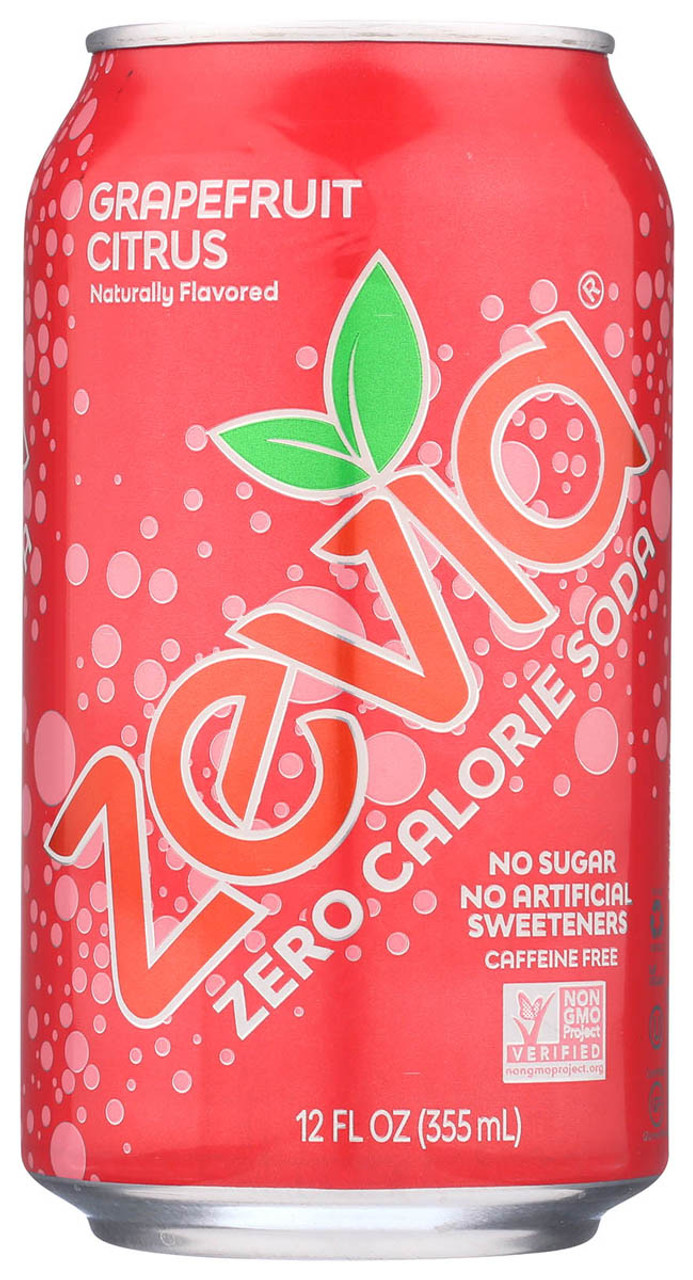 GRAPEFRUIT
CITRUS
Naturally Flavored
zevia®
ZERO CALORIE SODA
NO SUGAR
NO ARTIFICIAL
SWEETENERS
CAFFEINE FREE
NON
GMO
Project
VERIFIED
nongmoproject.org
12 FL OZ (355 mL)